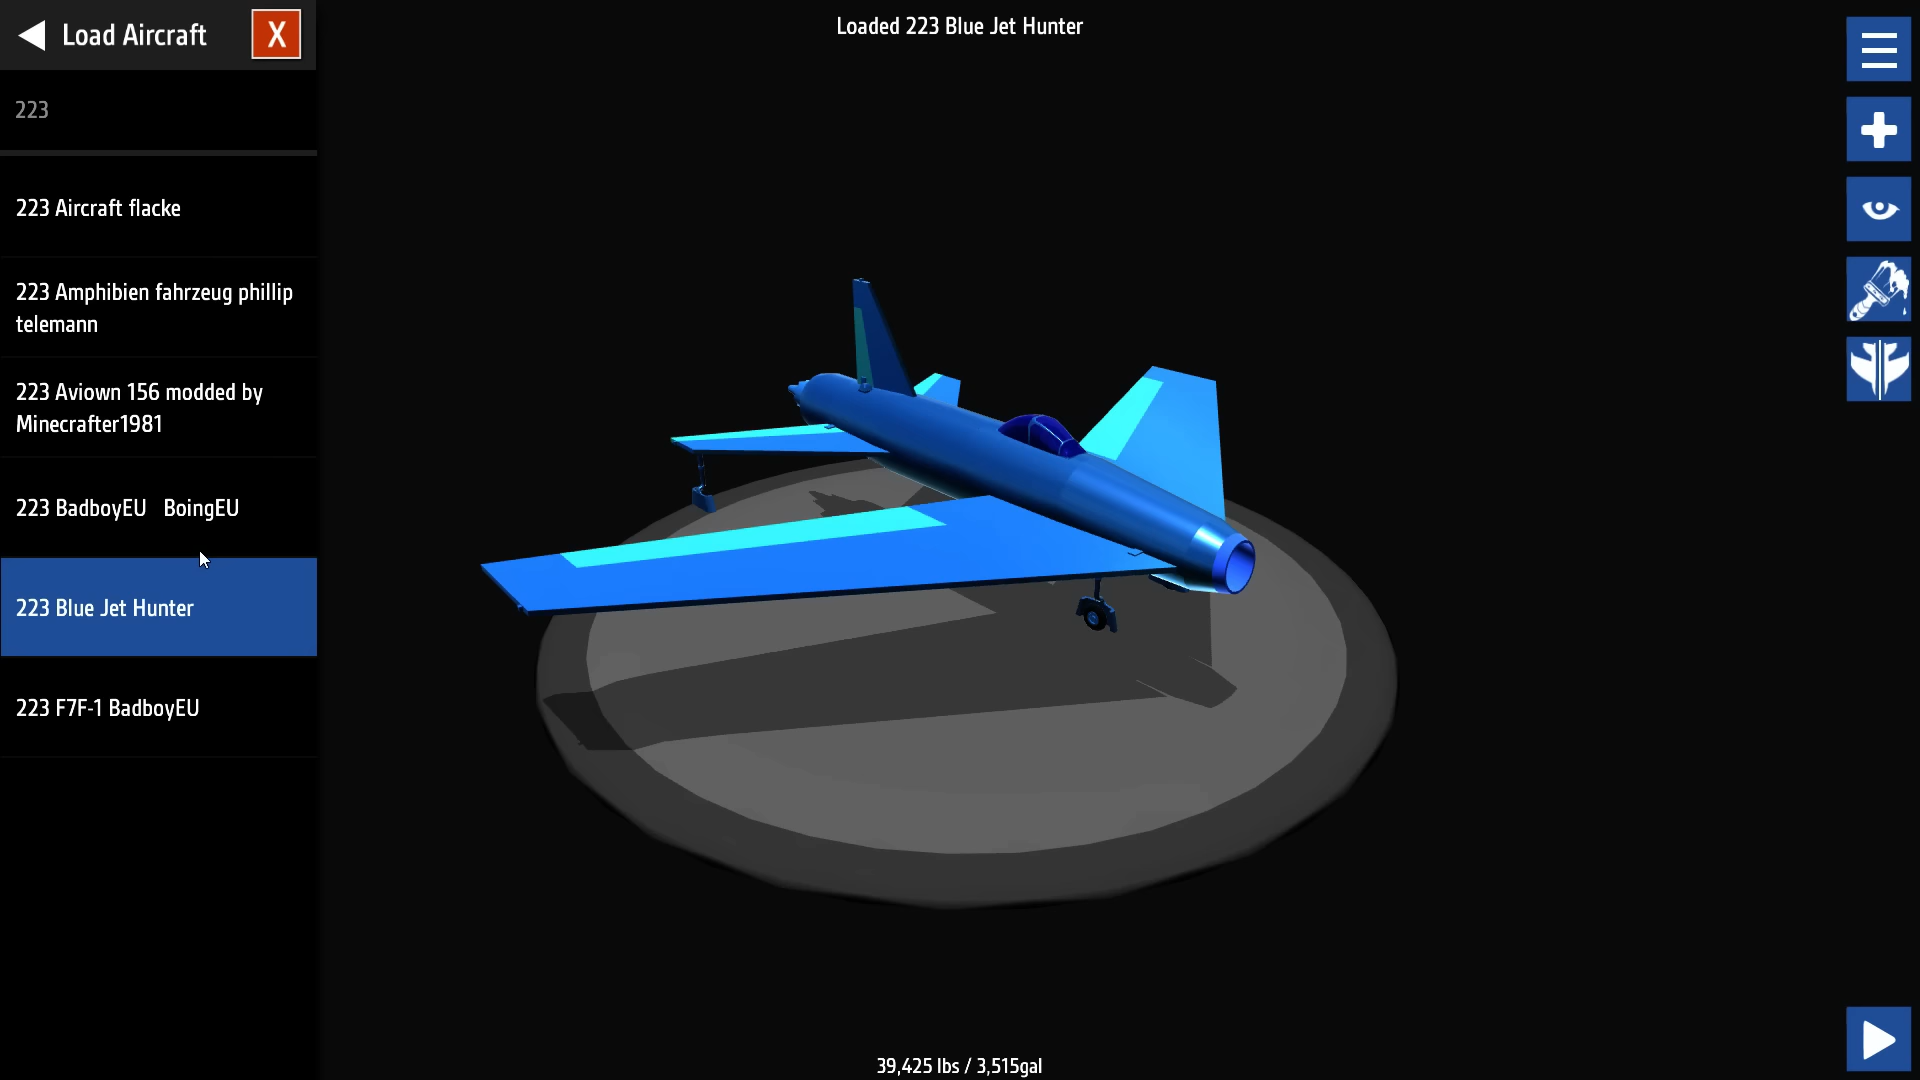 Load Aircraft
X
223
223 Aircraft flacke
223 Amphibien fahrzeug phillip
telemann
223 Aviown 156 modded by
Minecrafter1981
223 BadboyEU BoingEU
223 Blue Jet Hunter
223 F7F-1 BadboyEU
Loaded 223 Blue Jet Hunter
39,425 lbs / 3,515gal